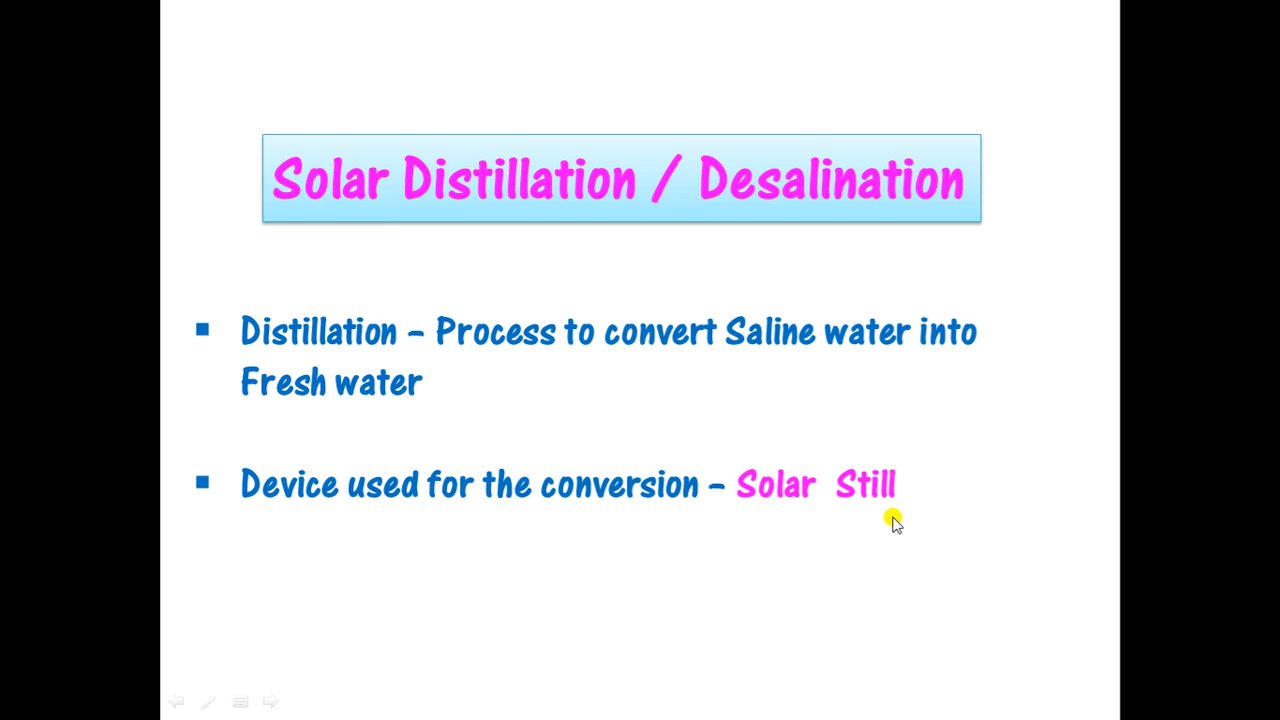 Solar Distillation / Desalination
▪ Distillation – Process to convert Saline water into
Fresh water
▪ Device used for the conversion – Solar Still